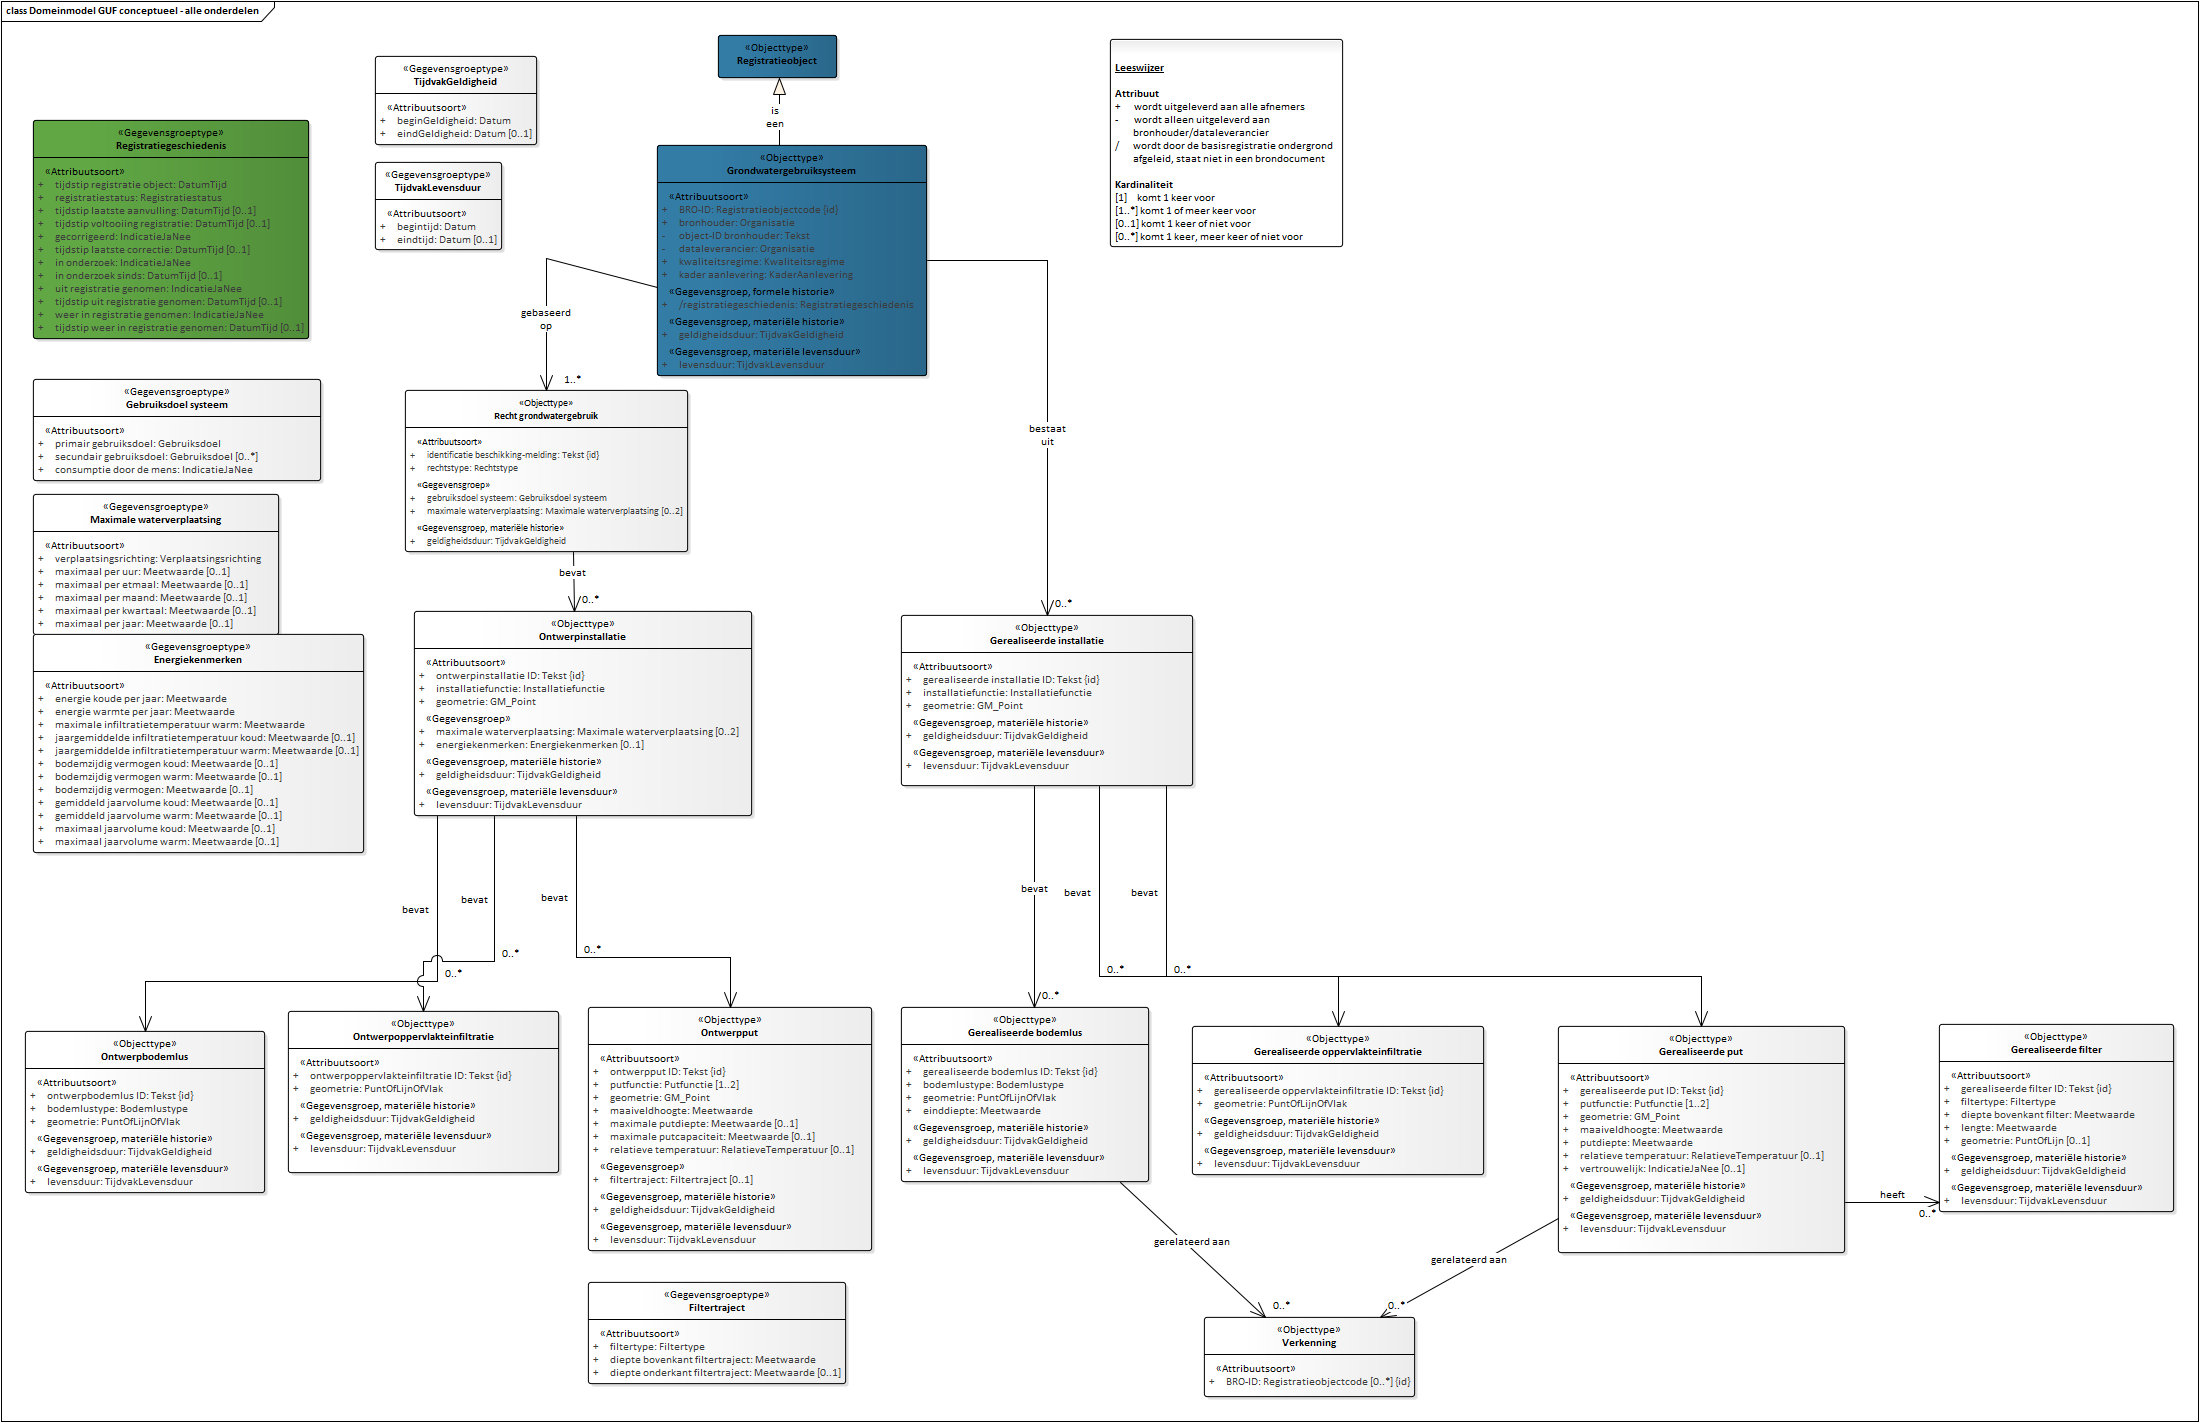 class Domeinmodel GUF conceptueel - alle onderdelen
«Objecttype»
Registratieobject
is
een
Leeswijzer
Attribuut
+ wordt uitgeleverd aan alle afnemers
- wordt alleen uitgeleverd aan
bronhouder/dataleverancier
/ wordt door de basisregistratie ondergrond
afgeleid, staat niet in een brondocument
Kardinaliteit
[1] komt 1 keer voor
[1..*] komt 1 of meer keer voor
[0..1] komt 1 keer of niet voor
[0..*] komt 1 keer, meer keer of niet voor
«Gegevensgroeptype»
TijdvakGeldigheid
«Attribuutsoort»
+ beginGeldigheid: Datum
+ eindGeldigheid: Datum [0..1]
«Gegevensgroeptype»
TijdvakLevensduur
«Attribuutsoort»
+ begintijd: Datum
+ eindtijd: Datum [0..1]
«Gegevensgroeptype»
Registratiegeschiedenis
«Attribuutsoort»
+ tijdstip registratie object: DatumTijd
+ registratiestatus: Registratiestatus
+ tijdstip laatste aanvulling: DatumTijd [0..1]
+ tijdstip voltooiing registratie: DatumTijd [0..1]
+ gecorrigeerd: IndicatieJaNee
+ tijdstip laatste correctie: DatumTijd [0..1]
+ in onderzoek: IndicatieJaNee
+ in onderzoek sinds: DatumTijd [0..1]
+ uit registratie genomen: IndicatieJaNee
+ tijdstip uit registratie genomen: DatumTijd [0..1]
+ weer in registratie genomen: IndicatieJaNee
+ tijdstip weer in registratie genomen: DatumTijd [0..1]
«Objecttype»
Grondwatergebruiksysteem
«Attribuutsoort»
+ BRO-ID: Registratieobjectcode {id}
+ bronhouder: Organisatie
- object-ID bronhouder: Tekst
- dataleverancier: Organisatie
+ kwaliteitsregime: Kwaliteitsregime
+ kader aanlevering: KaderAanlevering
«Gegevensgroep, formele historie»
+ /registratiegeschiedenis: Registratiegeschiedenis
«Gegevensgroep, materiële historie»
+ geldigheidsduur: TijdvakGeldigheid
«Gegevensgroep, materiële levensduur»
+ levensduur: TijdvakLevensduur
gebaseerd
op
1..*
bestaat
uit
0..*
«Gegevensgroeptype»
Gebruiksdoel systeem
«Attribuutsoort»
+ primair gebruiksdoel: Gebruiksdoel
+ secundair gebruiksdoel: Gebruiksdoel [0..*]
+ consumptie door de mens: IndicatieJaNee
«Objecttype»
Recht grondwatergebruik
«Attribuutsoort»
+ identificatie beschikking-melding: Tekst {id}
+ rechtstype: Rechtstype
«Gegevensgroep»
+ gebruiksdoel systeem: Gebruiksdoel systeem
+ maximale waterverplaatsing: Maximale waterverplaatsing [0..2]
«Gegevensgroep, materiële historie»
+ geldigheidsduur: TijdvakGeldigheid
bevat
0..*
«Gegevensgroeptype»
Maximale waterverplaatsing
«Attribuutsoort»
+ verplaatsingsrichting: Verplaatsingsrichting
+ maximaal per uur: Meetwaarde [0..1]
+ maximaal per etmaal: Meetwaarde [0..1]
+ maximaal per maand: Meetwaarde [0..1]
+ maximaal per kwartaal: Meetwaarde [0..1]
+ maximaal per jaar: Meetwaarde [0..1]
«Gegevensgroeptype»
Energiekenmerken
«Attribuutsoort»
+ energie koude per jaar: Meetwaarde
+ energie warmte per jaar: Meetwaarde
+ maximale infiltratietemperatuur warm: Meetwaarde
+ jaargemiddelde infiltratietemperatuur koud: Meetwaarde [0..1]
+ jaargemiddelde infiltratietemperatuur warm: Meetwaarde [0..1]
+ bodemzijdig vermogen koud: Meetwaarde [0..1]
+ bodemzijdig vermogen warm: Meetwaarde [0..1]
+ bodemzijdig vermogen: Meetwaarde [0..1]
+ gemiddeld jaarvolume koud: Meetwaarde [0..1]
+ gemiddeld jaarvolume warm: Meetwaarde [0..1]
+ maximaal jaarvolume koud: Meetwaarde [0..1]
+ maximaal jaarvolume warm: Meetwaarde [0..1]
«Objecttype»
Ontwerpinstallatie
«Attribuutsoort»
+ ontwerpinstallatie ID: Tekst {id}
+ installatiefunctie: Installatiefunctie
+ geometrie: GM_Point
«Gegevensgroep»
+ maximale waterverplaatsing: Maximale waterverplaatsing [0..2]
+ energiekenmerken: Energiekenmerken [0..1]
«Gegevensgroep, materiële historie»
+ geldigheidsduur: TijdvakGeldigheid
«Gegevensgroep, materiële levensduur»
+ levensduur: TijdvakLevensduur
«Objecttype»
Gerealiseerde installatie
«Attribuutsoort»
+ gerealiseerde installatie ID: Tekst {id}
+ installatiefunctie: Installatiefunctie
+ geometrie: GM_Point
«Gegevensgroep, materiële historie»
+ geldigheidsduur: TijdvakGeldigheid
«Gegevensgroep, materiële levensduur»
+ levensduur: TijdvakLevensduur
bevat
bevat
bevat
0..*
0..*
0..*
bevat
bevat
bevat
0..*
0..*
0..*
«Objecttype»
Ontwerpbodemlus
«Attribuutsoort»
+ ontwerpbodemlus ID: Tekst {id}
+ bodemlustype: Bodemlustype
+ geometrie: PuntOfLijnOfVlak
«Gegevensgroep, materiële historie»
+ geldigheidsduur: TijdvakGeldigheid
«Gegevensgroep, materiële levensduur»
+ levensduur: TijdvakLevensduur
«Objecttype»
Ontwerpoppervlakteinfiltratie
«Attribuutsoort»
+ ontwerpoppervlakteinfiltratie ID: Tekst {id}
+ geometrie: PuntOfLijnOfVlak
«Gegevensgroep, materiële historie»
+ geldigheidsduur: TijdvakGeldigheid
«Gegevensgroep, materiële levensduur»
+ levensduur: TijdvakLevensduur
«Objecttype»
Ontwerpput
«Attribuutsoort»
+ ontwerpput ID: Tekst {id}
+ putfunctie: Putfunctie [1..2]
+ geometrie: GM_Point
+ maaiveldhoogte: Meetwaarde
+ maximale putdiepte: Meetwaarde [0..1]
+ maximale putcapaciteit: Meetwaarde [0..1]
+ relatieve temperatuur: RelatieveTemperatuur [0..1]
«Gegevensgroep»
+ filtertraject: Filtertraject [0..1]
«Gegevensgroep, materiële historie»
+ geldigheidsduur: TijdvakGeldigheid
«Gegevensgroep, materiële levensduur»
+ levensduur: TijdvakLevensduur
«Objecttype»
Gerealiseerde bodemlus
«Attribuutsoort»
+ gerealiseerde bodemlus ID: Tekst {id}
+ bodemlustype: Bodemlustype
+ geometrie: PuntOfLijnOfVlak
+ einddiepte: Meetwaarde
«Gegevensgroep, materiële historie»
+ geldigheidsduur: TijdvakGeldigheid
«Gegevensgroep, materiële levensduur»
+ levensduur: TijdvakLevensduur
«Objecttype»
Gerealiseerde oppervlakteinfiltratie
«Attribuutsoort»
+ gerealiseerde oppervlakteinfiltratie ID: Tekst {id}
+ geometrie: PuntOfLijnOfVlak
«Gegevensgroep, materiële historie»
+ geldigheidsduur: TijdvakGeldigheid
«Gegevensgroep, materiële levensduur»
+ levensduur: TijdvakLevensduur
«Objecttype»
Gerealiseerde put
«Attribuutsoort»
+ gerealiseerde put ID: Tekst {id}
+ putfunctie: Putfunctie [1..2]
+ geometrie: GM_Point
+ maaiveldhoogte: Meetwaarde
+ putdiepte: Meetwaarde
+ relatieve temperatuur: RelatieveTemperatuur [0..1]
+ vertrouwelijk: IndicatieJaNee [0..1]
«Gegevensgroep, materiële historie»
+ geldigheidsduur: TijdvakGeldigheid
«Gegevensgroep, materiële levensduur»
+ levensduur: TijdvakLevensduur
heeft
0..*
«Objecttype»
Gerealiseerde filter
«Attribuutsoort»
+ gerealiseerde filter ID: Tekst {id}
+ filtertype: Filtertype
+ diepte bovenkant filter: Meetwaarde
+ lengte: Meetwaarde
+ geometrie: PuntOfLijn [0..1]
«Gegevensgroep, materiële historie»
+ geldigheidsduur: TijdvakGeldigheid
«Gegevensgroep, materiële levensduur»
+ levensduur: TijdvakLevensduur
gerelateerd aan
0..*
gerelateerd aan
0..*
«Gegevensgroeptype»
Filtertraject
«Attribuutsoort»
+ filtertype: Filtertype
+ diepte bovenkant filtertraject: Meetwaarde
+ diepte onderkant filtertraject: Meetwaarde [0..1]
«Objecttype»
Verkenning
«Attribuutsoort»
+ BRO-ID: Registratieobjectcode [0..*] {id}